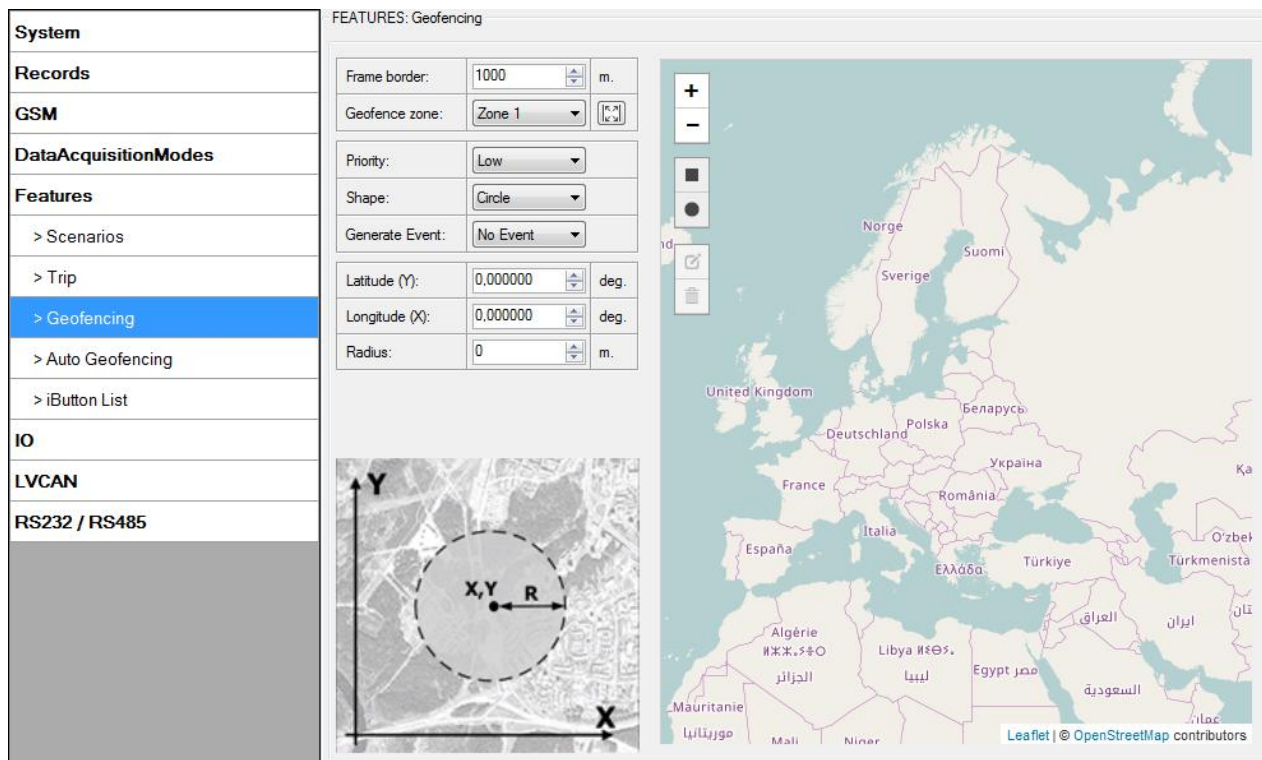 FEATURES: Geofencing
System
Records
GSM
DataAcquisitionModes
Features
> Scenarios
> Trip
> Geofencing
> Auto Geofencing
> iButton List
IO
LVCAN
RS232 / RS485
Frame border: 1000 m.
Geofence zone: Zone 1
Priority: Low
Shape: Circle
Generate Event: No Event
Latitude (Y): 0,000000 deg.
Longitude (X): 0,000000 deg.
Radius: 0 m.
Y
X,Y R
X
+
−
Norge
Suomi
Sverige
United Kingdom
Беларусь
Polska
Deutschland
Україна
France
România
Italia
España
Ελλάδα
Türkiye
Türkmenista
Algérie
الجزائر
Libya
ليبيا
Egypt مصر
العراق
ایران
السعودية
Mauritanie
موريتانيا
Mali
Niger
عمان
Leaflet | © OpenStreetMap contributors